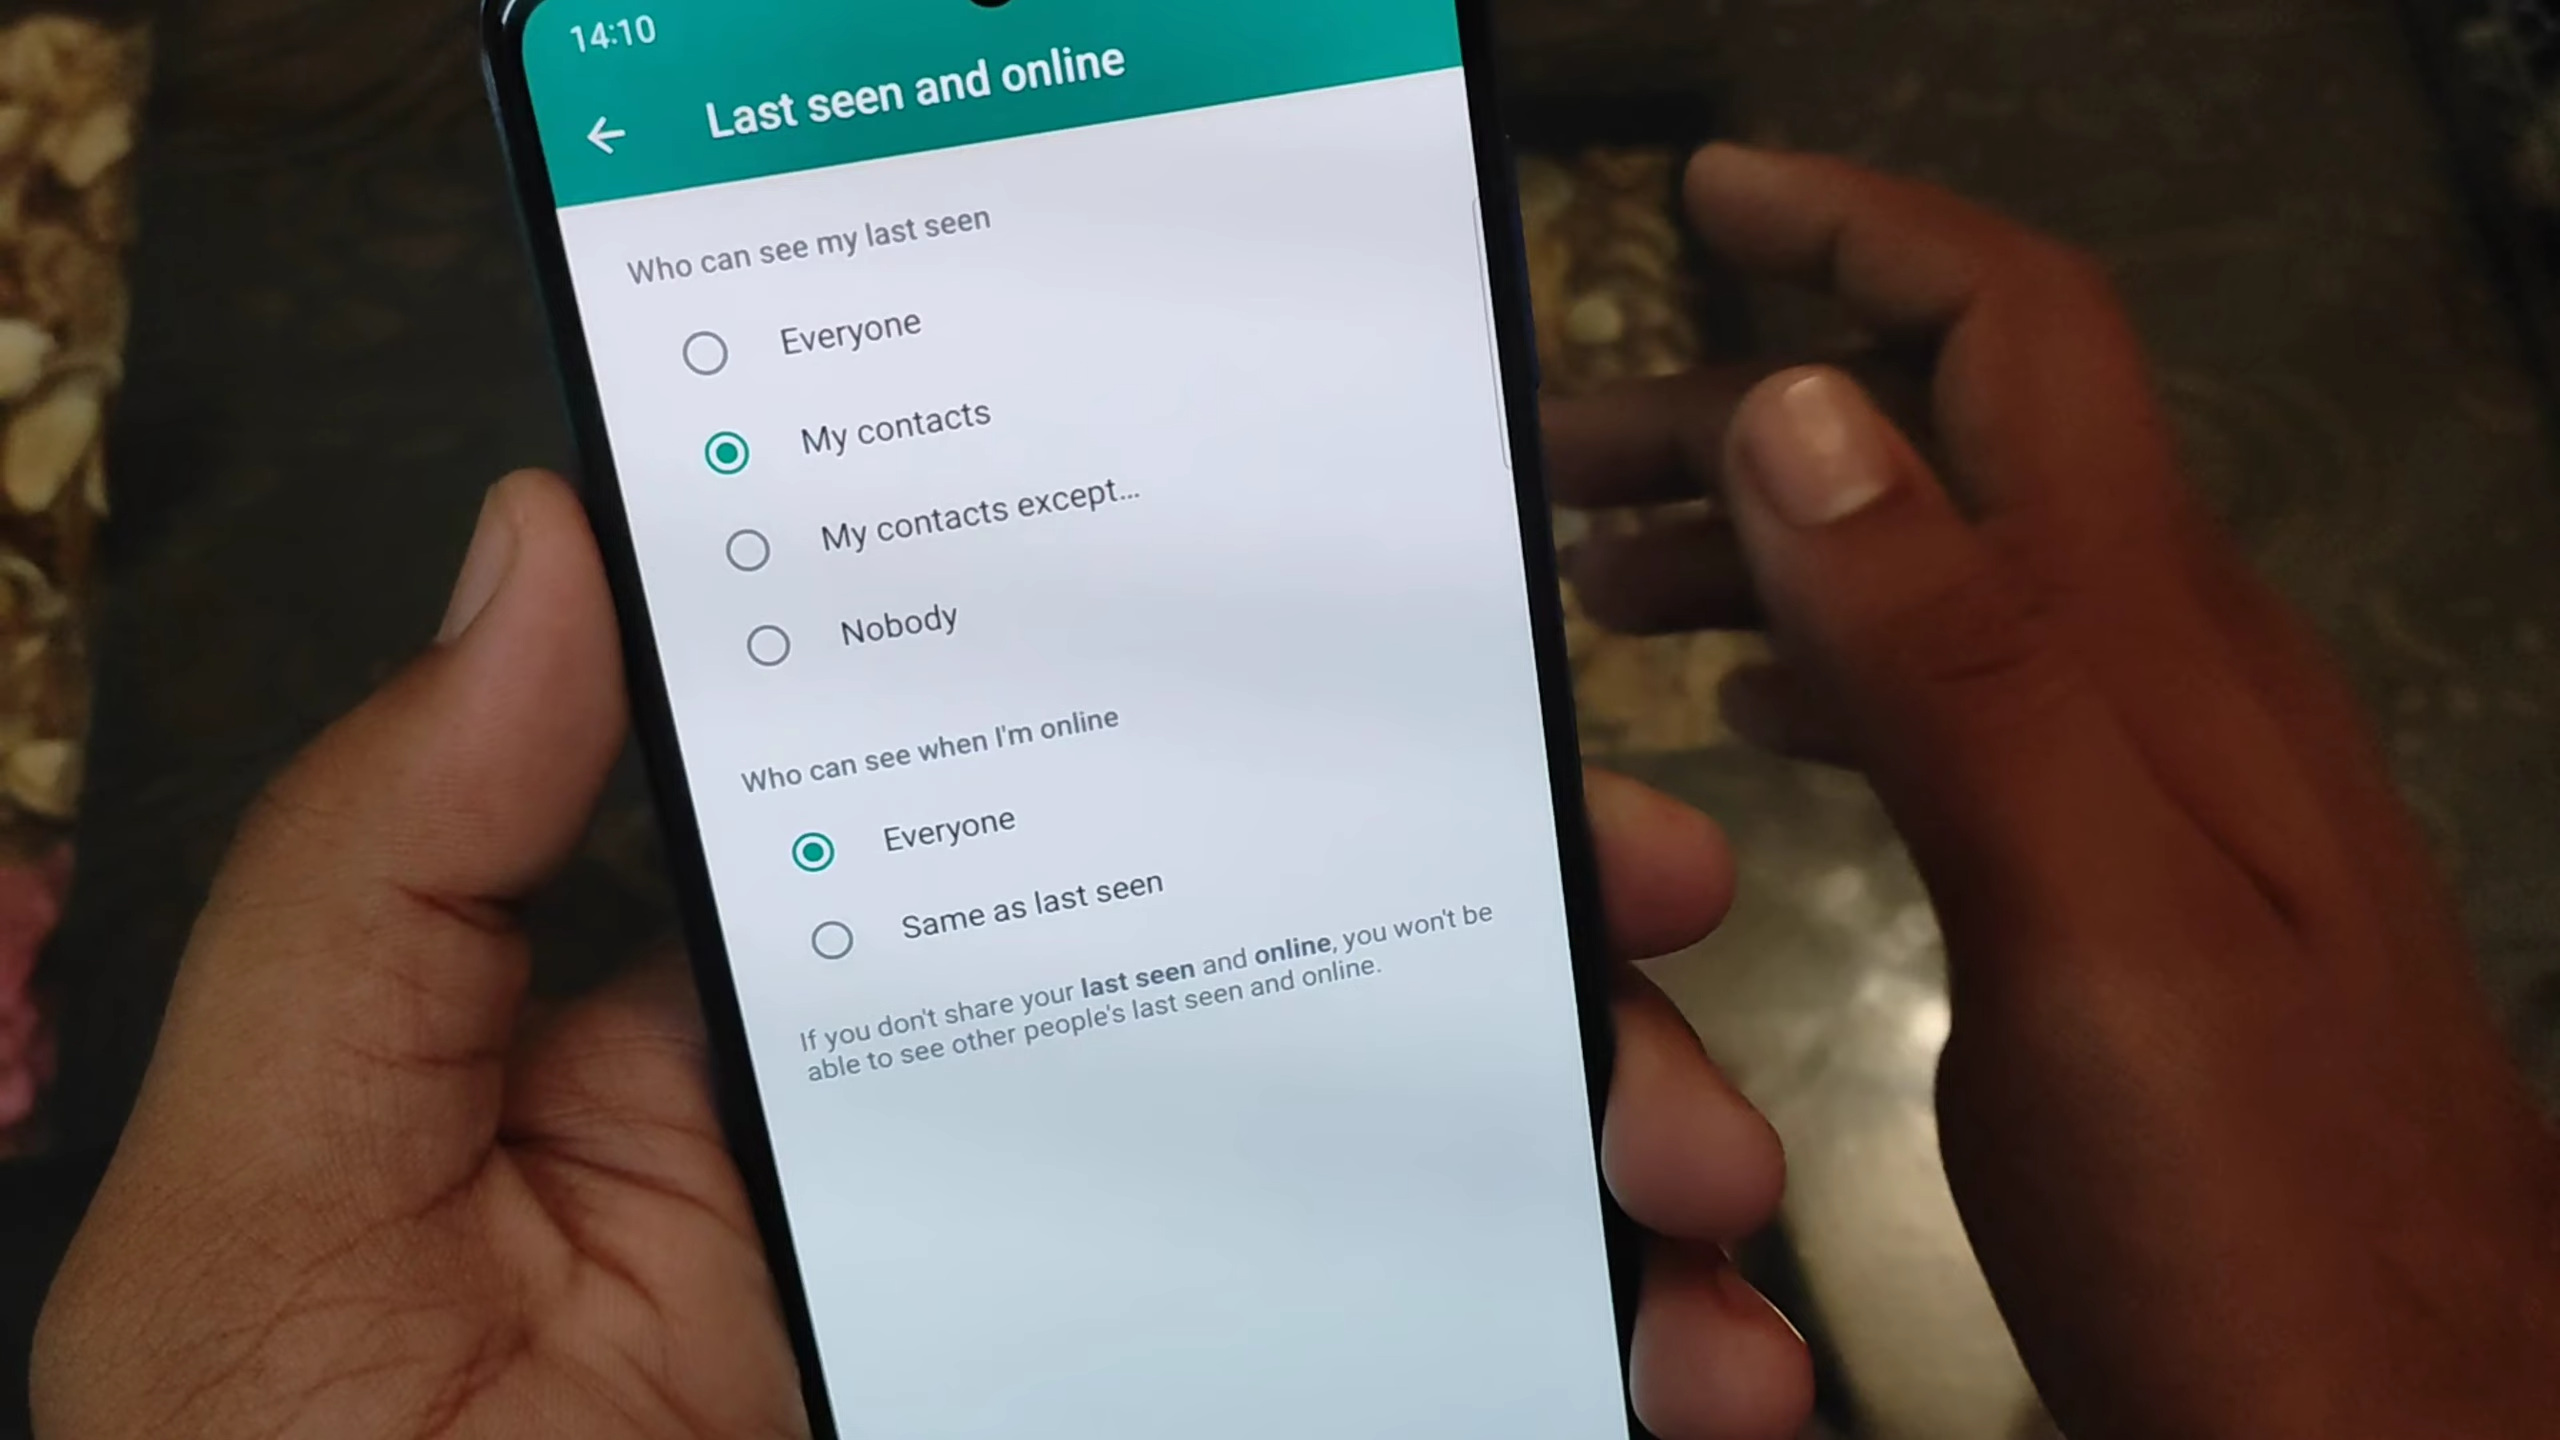 14:10
Last seen and online
Who can see my last seen
Everyone
My contacts
My contacts except...
Nobody
Who can see when I'm online
Everyone
Same as last seen
If you don't share your last seen and online, you won't be
able to see other people's last seen and online.